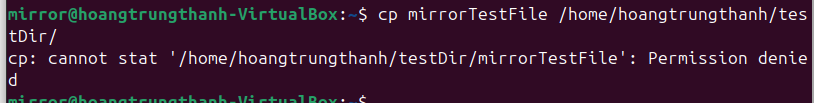 mirror@hoangtrungthanh-VirtualBox:~$ cp mirrorTestFile /home/hoangtrungthanh/tes
tDir/
cp: cannot stat '/home/hoangtrungthanh/testDir/mirrorTestFile': Permission denie
d
mirror@hoangtrungthanh-VirtualBox:~$